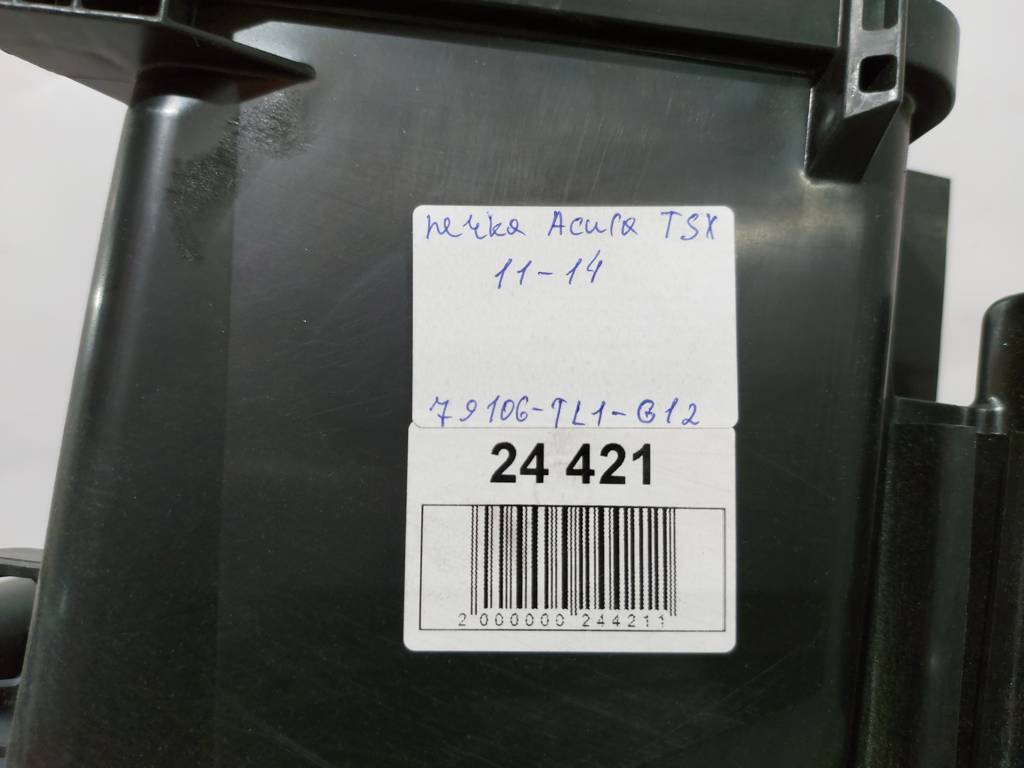 печка Acura TSX
11-14
79106-TL1-G12
24 421
2 000000 244211